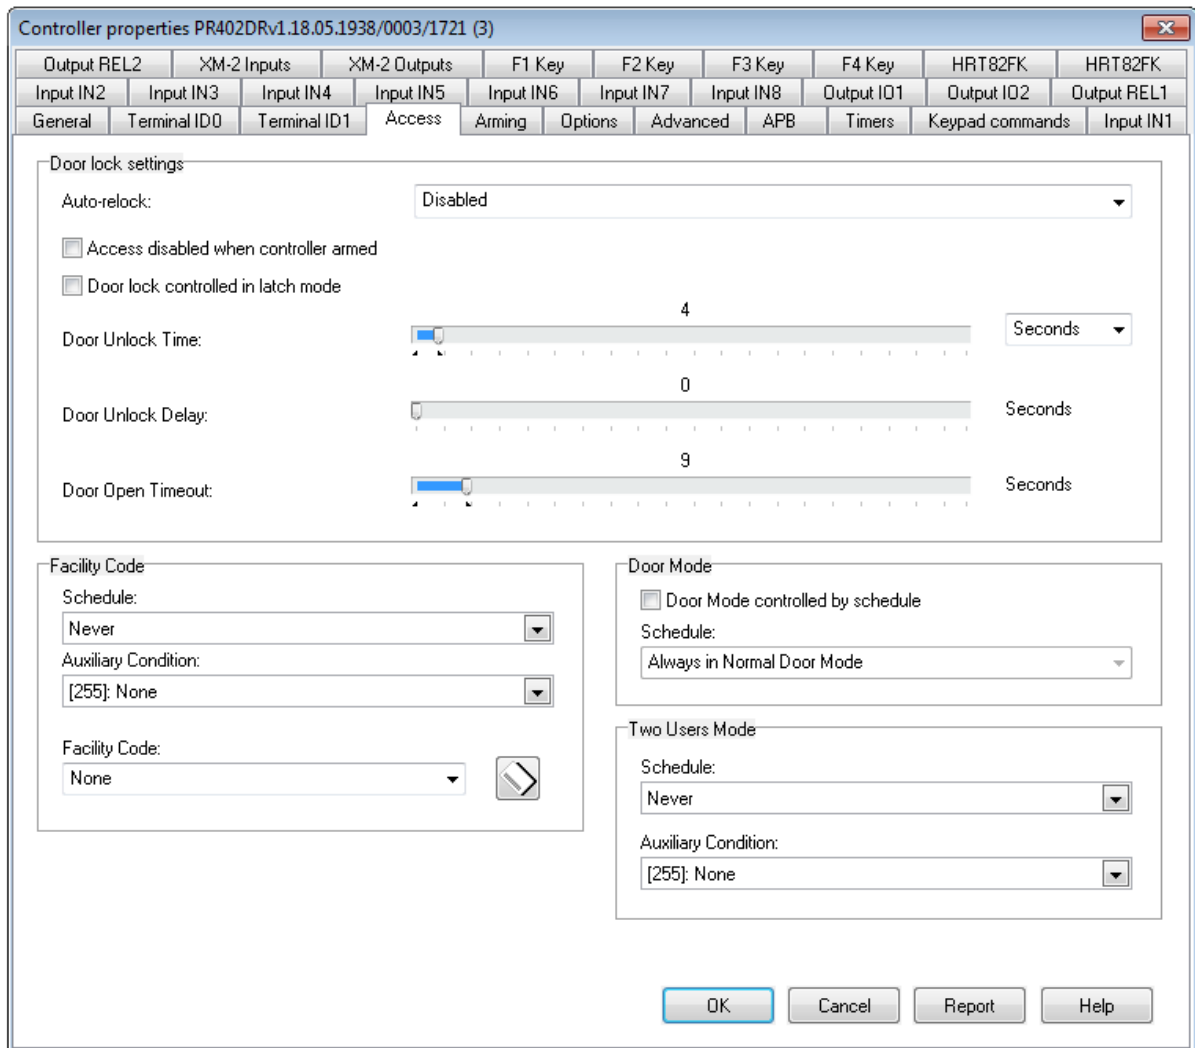 Controller properties PR402DRv1.18.05.1938/0003/1721 (3)
Output REL2 XM-2 Inputs XM-2 Outputs F1 Key F2 Key F3 Key F4 Key HRT82FK HRT82FK
Input IN2 Input IN3 Input IN4 Input IN5 Input IN6 Input IN7 Input IN8 Output IO1 Output IO2 Output REL1
General Terminal ID0 Terminal ID1 Access Arming Options Advanced APB Timers Keypad commands Input IN1
Door lock settings
Auto-relock: Disabled
Access disabled when controller armed
Door lock controlled in latch mode
4
Door Unlock Time: Seconds
0
Door Unlock Delay: Seconds
9
Door Open Timeout: Seconds
Facility Code
Schedule:
Never
Auxiliary Condition:
[255]: None
Facility Code:
None
Door Mode
Door Mode controlled by schedule
Schedule:
Always in Normal Door Mode
Two Users Mode
Schedule:
Never
Auxiliary Condition:
[255]: None
OK Cancel Report Help